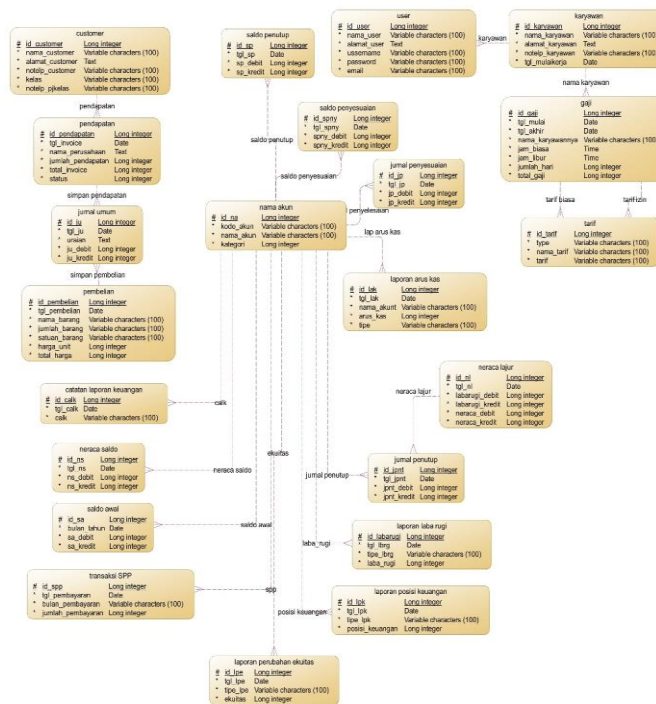 customer
# id_customer Long integer
* nama_customer Variable characters (100)
* alamat_customer Text
* notelp_customer Variable characters (100)
* kelas Variable characters (100)
* notelp_pjkelas Variable characters (100)
pendapatan
pendapatan
# id_pendapatan Long integer
* tgl_invoice Date
* nama_perusahaan Text
* jumlah_pendapatan Long integer
* total_invoice Long integer
* status Long integer
simpan pendapatan
jurnal umum
# id_ju Long integer
* tgl_ju Date
* uraian Text
* ju_debit Long integer
* ju_kredit Long integer
simpan pembelian
pembelian
# id_pembelian Long integer
* tgl_pembelian Date
* nama_barang Variable characters (100)
* jumlah_barang Variable characters (100)
* satuan_barang Variable characters (100)
* harga_unit Long integer
* total_harga Long integer
saldo penutup
# id_sp Long integer
* tgl_sp Date
* sp_debit Long integer
* sp_kredit Long integer
saldo penutup
user
# id_user Long integer
* nama_user Variable characters (100)
* alamat_user Text
* ussername Variable characters (100)
* password Variable characters (100)
* email Variable characters (100)
karyawan
karyawan
# id_karyawan Long integer
* nama_karyawan Variable characters (100)
* alamat_karyawan Text
* notelp_karyawan Variable characters (100)
* tgl_mulaikerja Date
nama karyawan
gaji
# id_gaji Long integer
* tgl_mulai Date
* tgl_akhir Date
* nama_karyawannya Variable characters (100)
* jam_biasa Time
* jam_libur Time
* jumlah_hari Long integer
* total_gaji Long integer
tarif biasa
tarif izin
tarif
# id_tarif Long integer
* type Variable characters (100)
* nama_tarif Variable characters (100)
* tarif Variable characters (100)
saldo penyesuaian
# id_spny Long integer
* tgl_spny Date
* spny_debit Long integer
* spny_kredit Long integer
saldo penyesuaian
jurnal penyesuaian
# id_jp Long integer
* tgl_jp Date
* jp_debit Long integer
* jp_kredit Long integer
l penyelesaian
nama akun
# id_na Long integer
* kode_akun Variable characters (100)
* nama_akun Variable characters (100)
* kategori Long integer
lap arus kas
laporan arus kas
# id_lak Long integer
* tgl_lak Date
* nama_akunt Variable characters (100)
* arus_kas Long integer
* tipe Variable characters (100)
catatan laporan keuangan
# id_calk Long integer
* tgl_calk Date
* calk Variable characters (100)
calk
neraca lajur
# id_nl Long integer
* tgl_nl Date
* labarugi_debit Long integer
* labarugi_kredit Long integer
* neraca_debit Long integer
* neraca_kredit Long integer
neraca lajur
neraca saldo
# id_ns Long integer
* tgl_ns Date
* ns_debit Long integer
* ns_kredit Long integer
neraca saldo
ekuitas
jurnal penutup
jurnal penutup
# id_jpnt Long integer
* tgl_jpnt Date
* jpnt_debit Long integer
* jpnt_kredit Long integer
saldo awal
# id_sa Long integer
* bulan_tahun Date
* sa_debit Long integer
* sa_kredit Long integer
saldo awal
laba_rugi
laporan laba rugi
# id_labarugi Long integer
* tgl_lbrg Date
* tipe_lbrg Variable characters (100)
* laba_rugi Long integer
transaksi SPP
# id_spp Long integer
* tgl_pembayaran Date
* bulan_pembayaran Variable characters (100)
* jumlah_pembayaran Long integer
spp
posisi keuangan
laporan posisi keuangan
# id_lpk Long integer
* tgl_lpk Date
* tipe_lpk Variable characters (100)
* posisi_keuangan Long integer
laporan perubahan ekuitas
# id_lpe Long integer
* tgl_lpe Date
* tipe_lpe Variable characters (100)
* ekuitas Long integer